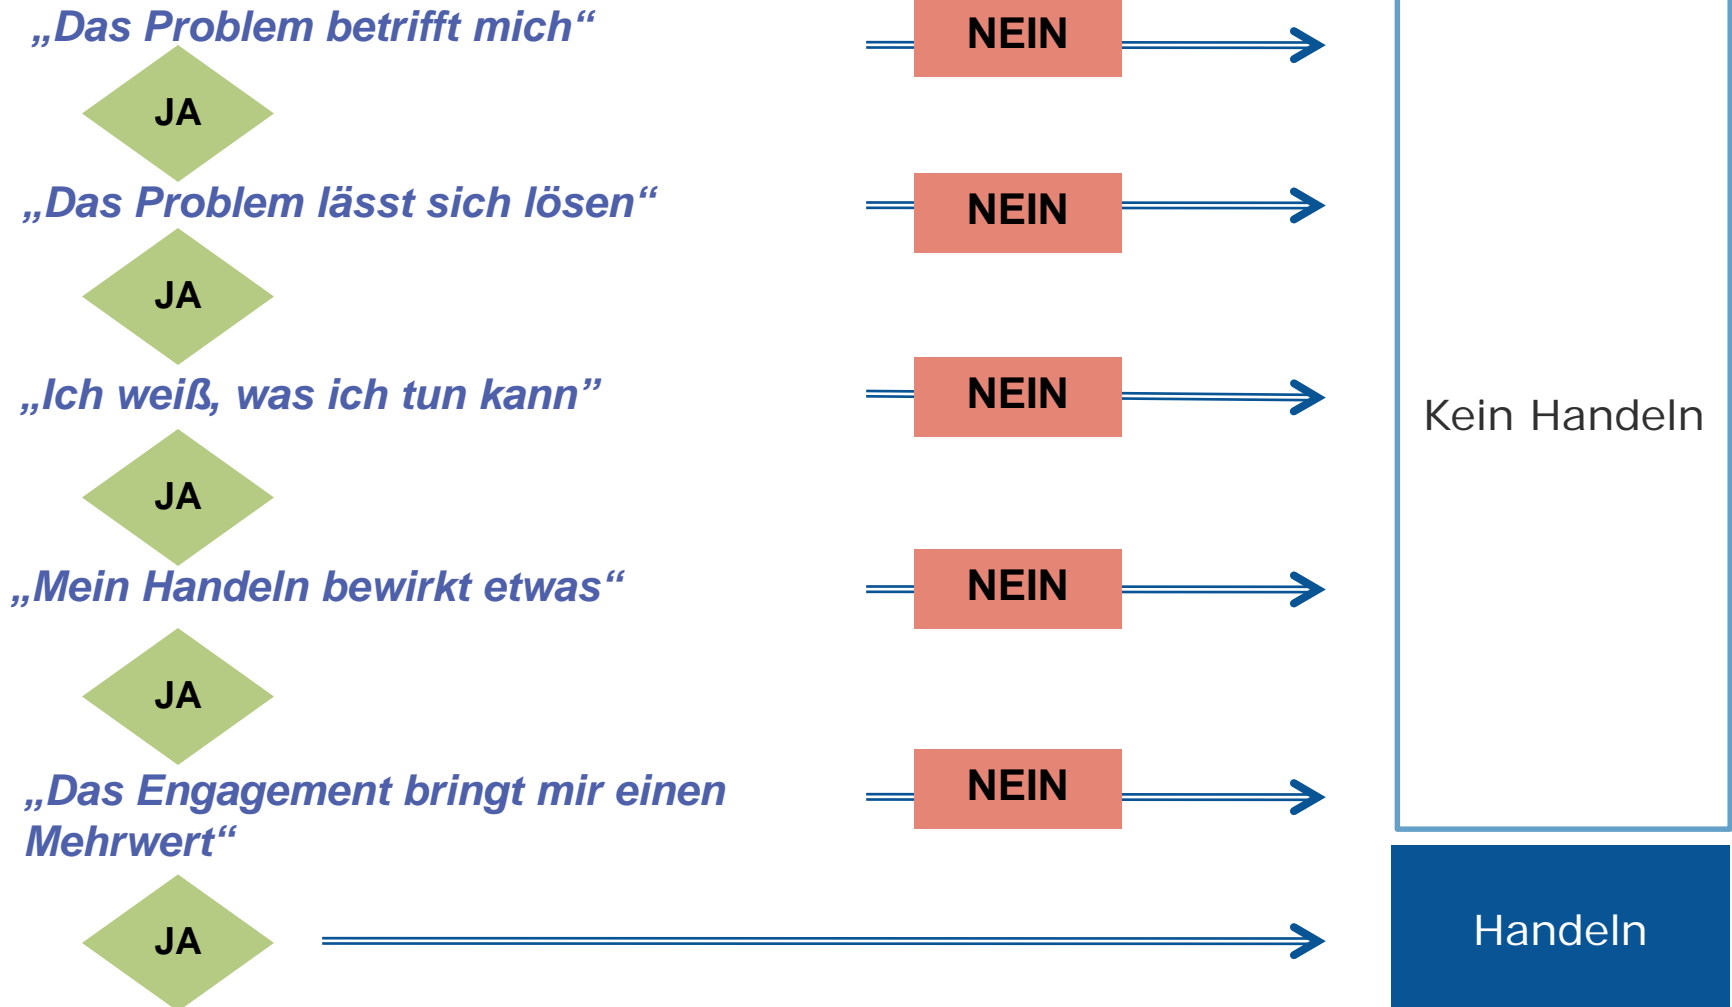 „Das Problem betrifft mich“
NEIN
JA
„Das Problem lässt sich lösen“
NEIN
JA
„Ich weiß, was ich tun kann”
NEIN
Kein Handeln
JA
„Mein Handeln bewirkt etwas“
NEIN
JA
„Das Engagement bringt mir einen
Mehrwert“
NEIN
JA
Handeln